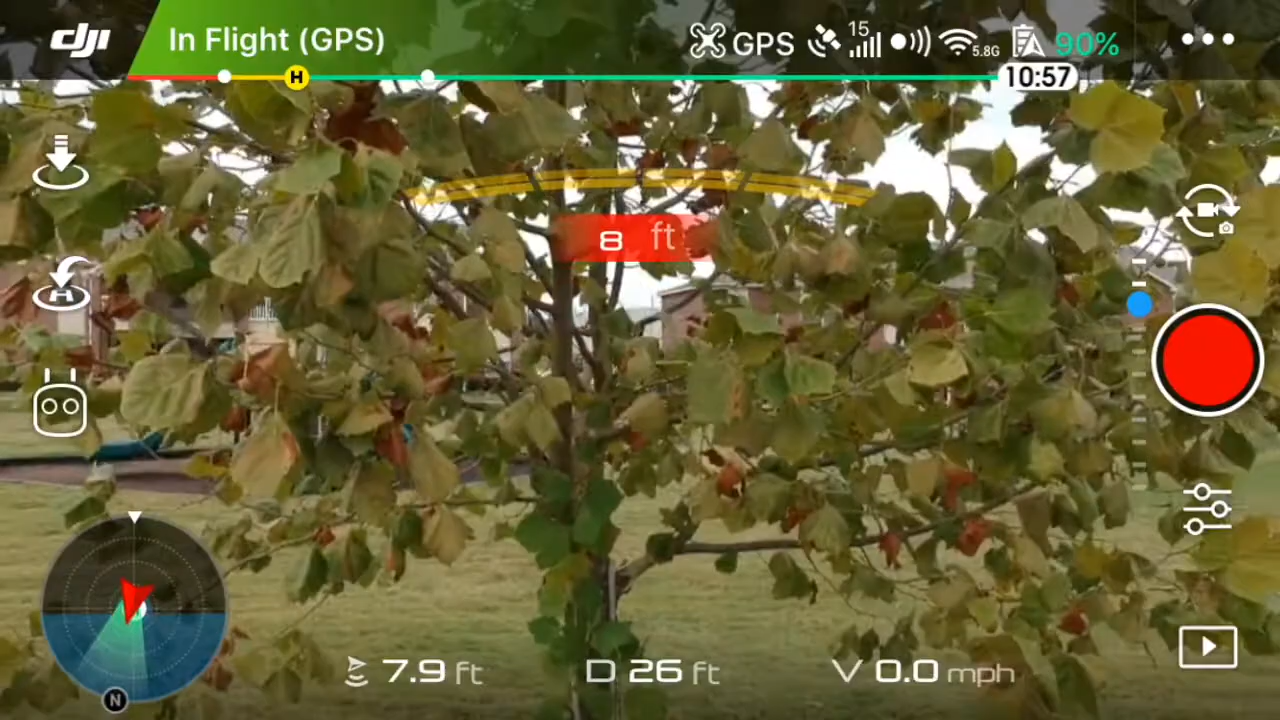 dji In Flight (GPS) GPS 15 5.8G 90%
H 10:57
8 ft
H
N
7.9 ft D 26 ft V 0.0 mph